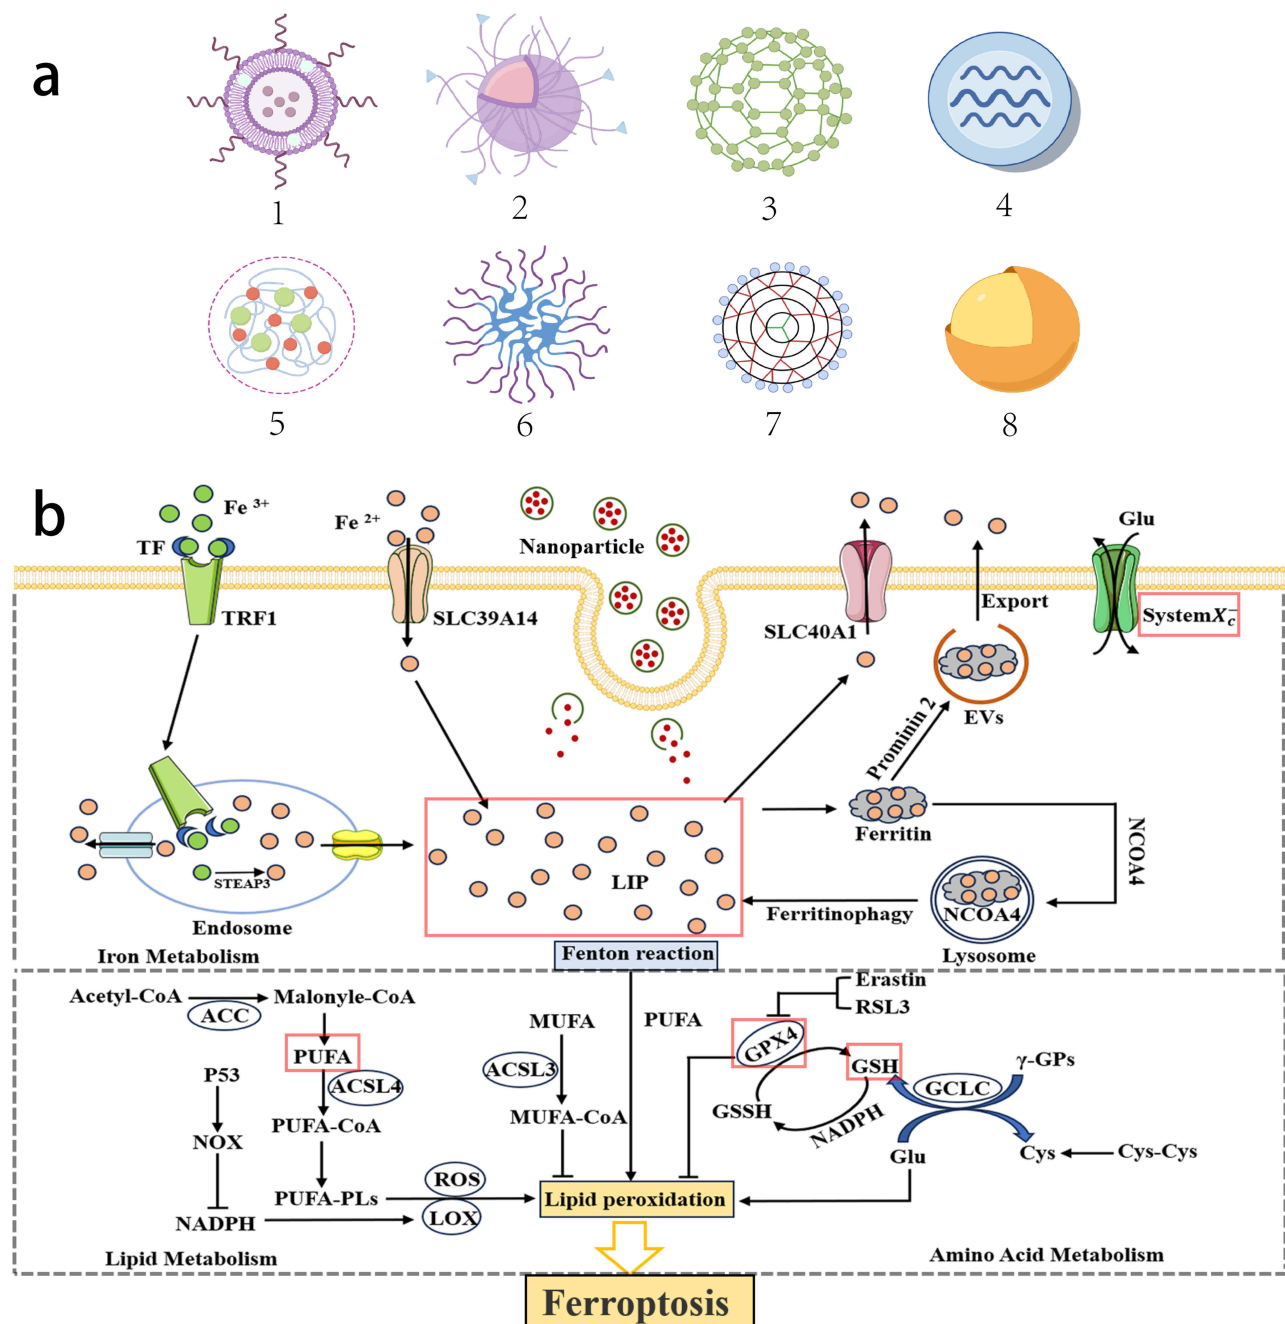 a
1
2
3
4
5
6
7
8
b
Fe 3+
Fe 2+
Nanoparticle
Glu
TF
TRF1
SLC39A14
SLC40A1
Export
SystemX_c^-
EVs
Prominin 2
Ferritin
NCOA4
LIP
STEAP3
Endosome
Ferritinophagy
NCOA4
Lysosome
Iron Metabolism
Fenton reaction
Acetyl-CoA
ACC
Malonyle-CoA
Erastin
RSL3
MUFA
PUFA
GPX4
PUFA
P53
ACSL4
ACSL3
GSH
γ-GPs
GCLC
GSSH
NADPH
PUFA-CoA
MUFA-CoA
NOX
Glu
Cys
Cys-Cys
ROS
PUFA-PLs
Lipid peroxidation
NADPH
LOX
Lipid Metabolism
Amino Acid Metabolism
Ferroptosis